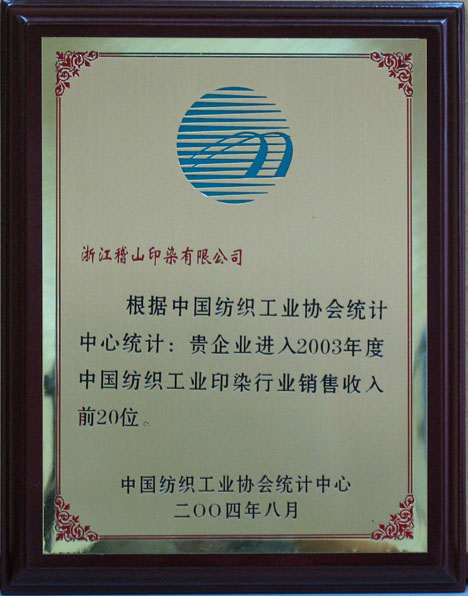 浙江稽山印染有限公司
根据中国纺织工业协会统计
中心统计：贵企业进入2003年度
中国纺织工业印染行业销售收入
前20位。
中国纺织工业协会统计中心
二〇〇四年八月